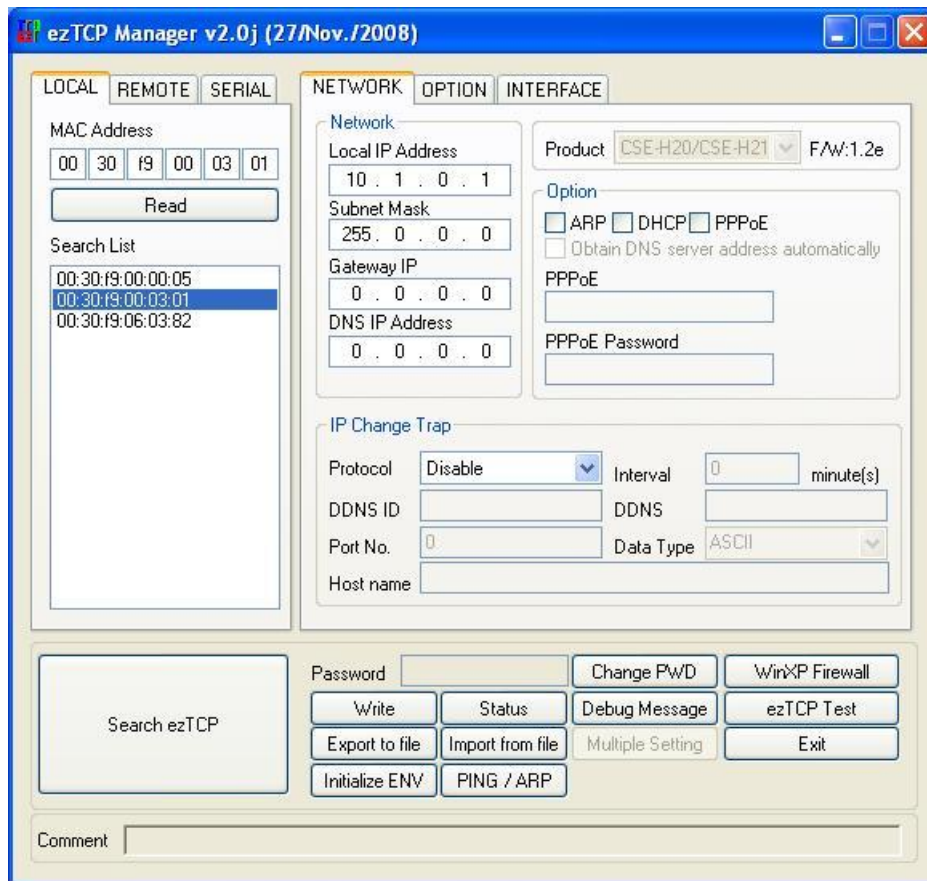 ezTCP Manager v2.0j (27/Nov./2008)
LOCAL REMOTE SERIAL
MAC Address
00 30 f9 00 03 01
Read
Search List
00:30:f9:00:00:05
00:30:f9:00:03:01
00:30:f9:06:03:82
NETWORK OPTION INTERFACE
Network
Local IP Address
10 . 1 . 0 . 1
Subnet Mask
255 . 0 . 0 . 0
Gateway IP
0 . 0 . 0 . 0
DNS IP Address
0 . 0 . 0 . 0
Product CSE-H20/CSE-H21 F/W:1.2e
Option
ARP DHCP PPPoE
Obtain DNS server address automatically
PPPoE
PPPoE Password
IP Change Trap
Protocol Disable Interval 0 minute(s)
DDNS ID DDNS
Port No. 0 Data Type ASCII
Host name
Search ezTCP
Password Change PWD WinXP Firewall
Write Status Debug Message ezTCP Test
Export to file Import from file Multiple Setting Exit
Initialize ENV PING / ARP
Comment